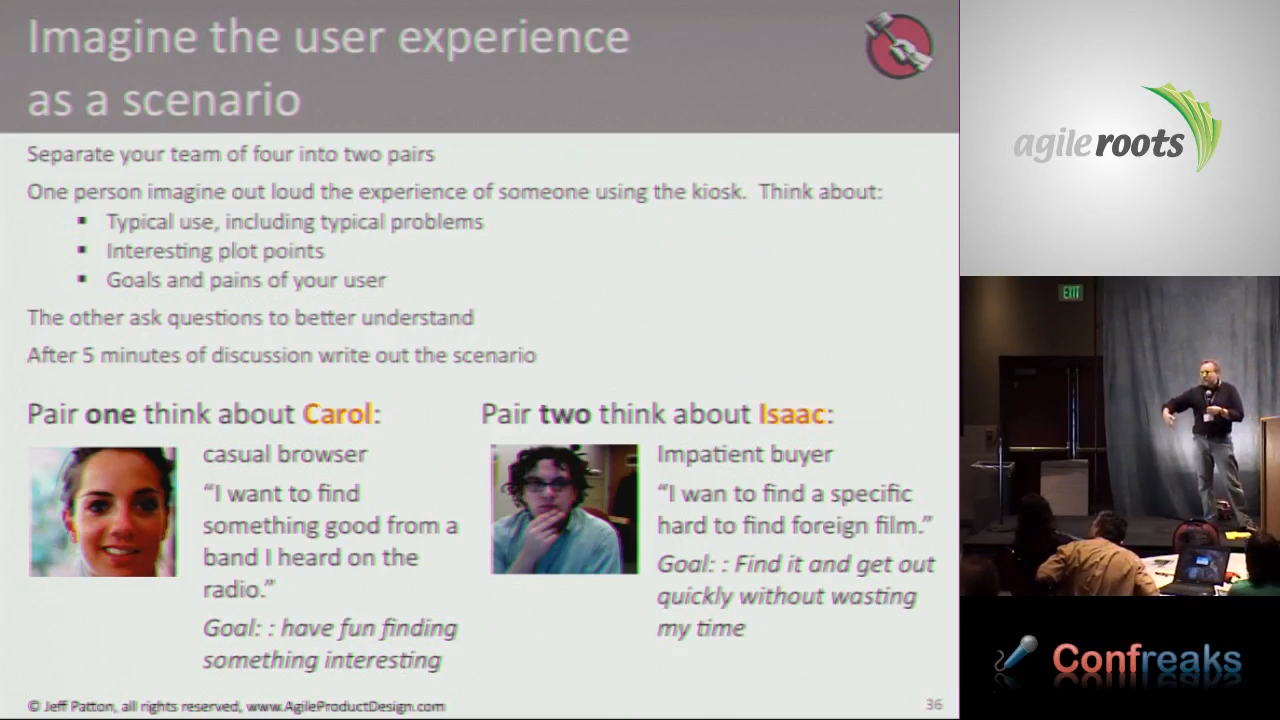 Imagine the user experience
as a scenario
Separate your team of four into two pairs
One person imagine out loud the experience of someone using the kiosk. Think about:
▪ Typical use, including typical problems
▪ Interesting plot points
▪ Goals and pains of your user
The other ask questions to better understand
After 5 minutes of discussion write out the scenario
Pair one think about Carol:
casual browser
“I want to find
something good from a
band I heard on the
radio.”
Goal: : have fun finding
something interesting
Pair two think about Isaac:
Impatient buyer
“I wan to find a specific
hard to find foreign film.”
Goal: : Find it and get out
quickly without wasting
my time
© Jeff Patton, all rights reserved, www.AgileProductDesign.com
36
agile roots
EXIT
Confreaks